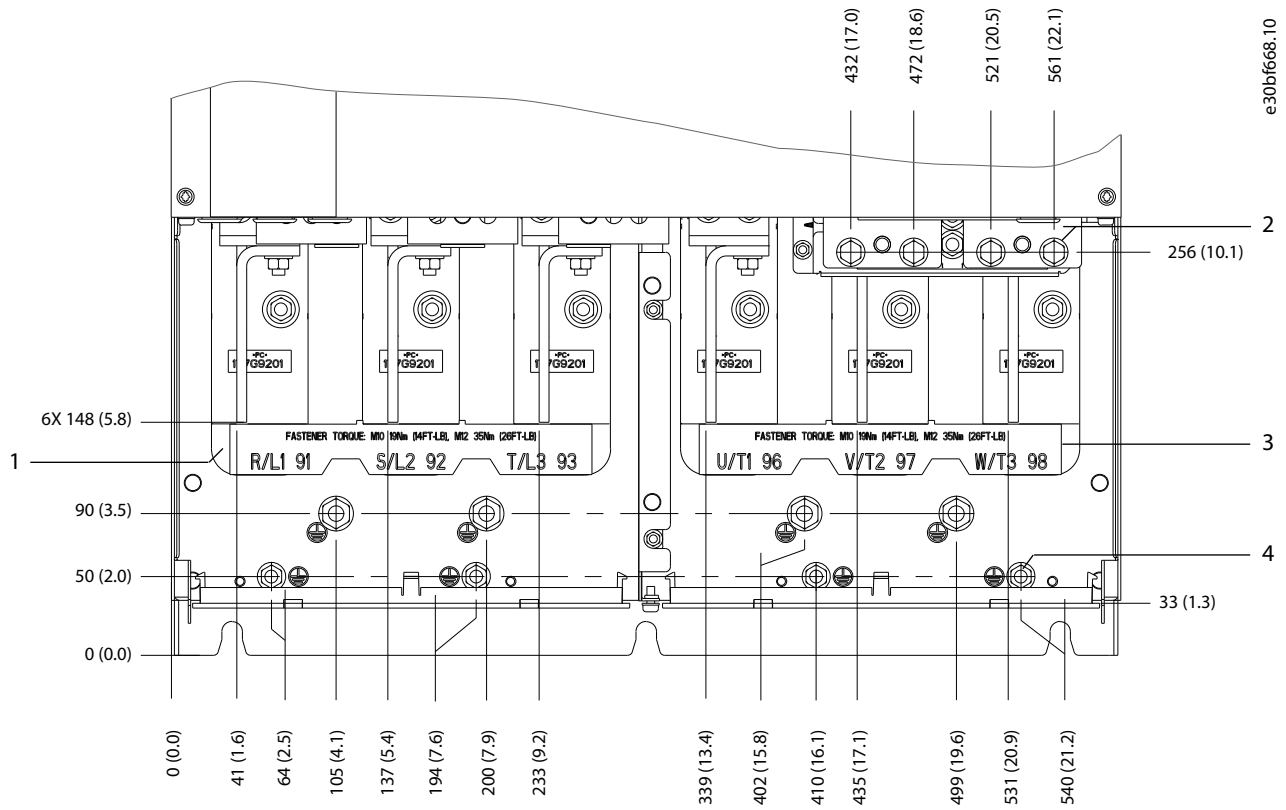 432 (17.0)
472 (18.6)
521 (20.5)
561 (22.1)
e30bf668.10
2
256 (10.1)
•PC•
•PC•
•PC•
•PC•
•PC•
•PC•
6X 148 (5.8)
FASTENER TORQUE: M10 19Nm (14FT-LB), M12 35Nm (26FT-LB)
FASTENER TORQUE: M10 19Nm (14FT-LB), M12 35Nm (26FT-LB)
3
1
R/L1 91
S/L2 92
T/L3 93
U/T1 96
V/T2 97
W/T3 98
90 (3.5)
4
50 (2.0)
33 (1.3)
0 (0.0)
0 (0.0)
41 (1.6)
64 (2.5)
105 (4.1)
137 (5.4)
194 (7.6)
200 (7.9)
233 (9.2)
339 (13.4)
402 (15.8)
410 (16.1)
435 (17.1)
499 (19.6)
531 (20.9)
540 (21.2)